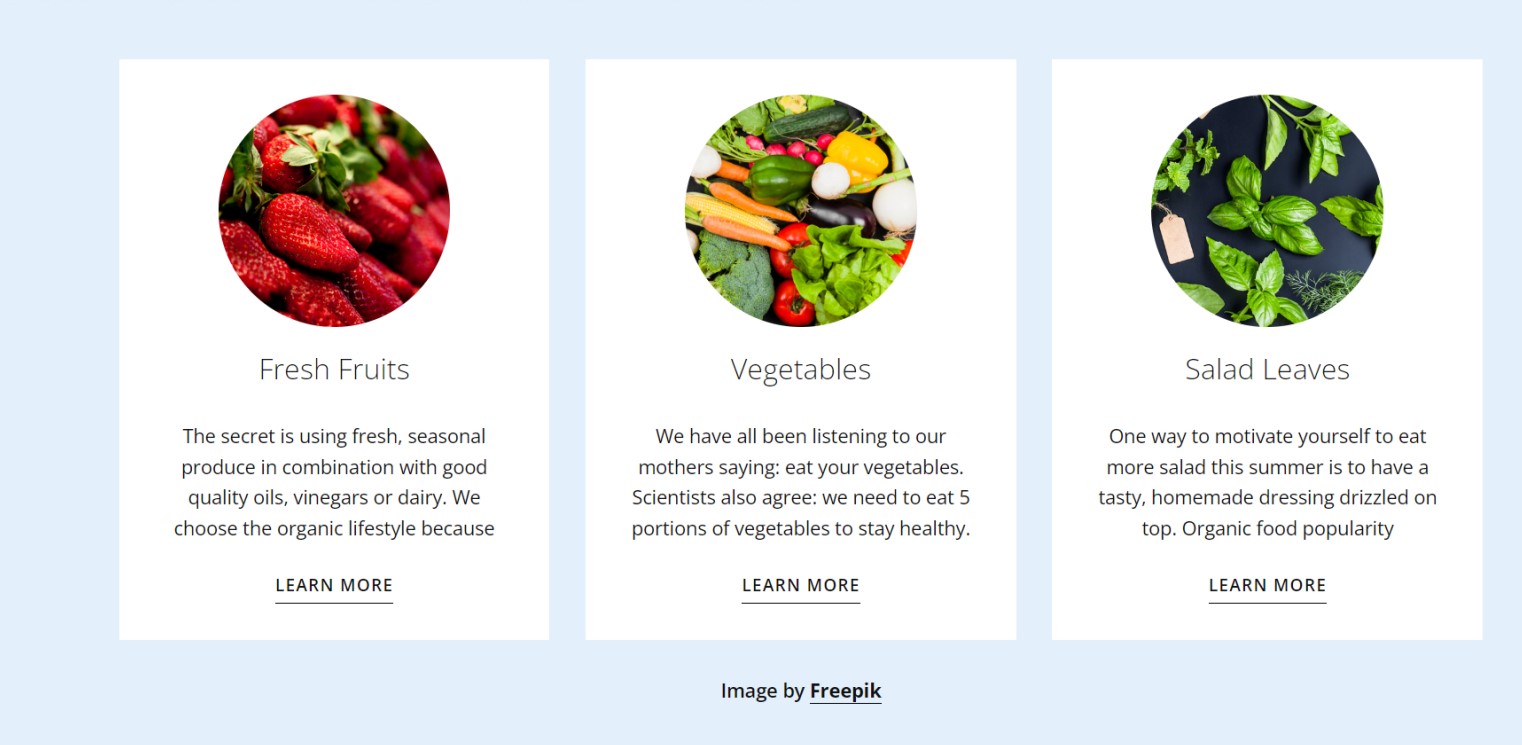 Fresh Fruits
The secret is using fresh, seasonal
produce in combination with good
quality oils, vinegars or dairy. We
choose the organic lifestyle because
LEARN MORE
Vegetables
We have all been listening to our
mothers saying: eat your vegetables.
Scientists also agree: we need to eat 5
portions of vegetables to stay healthy.
LEARN MORE
Salad Leaves
One way to motivate yourself to eat
more salad this summer is to have a
tasty, homemade dressing drizzled on
top. Organic food popularity
LEARN MORE
Image by Freepik